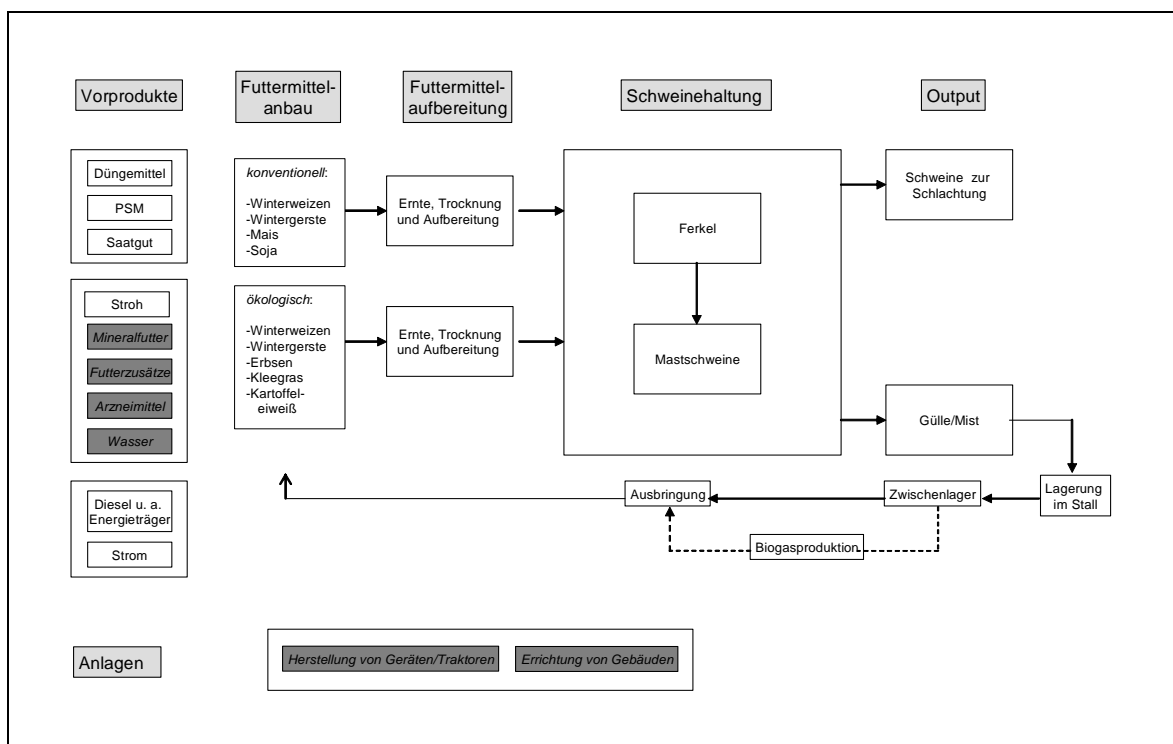 Vorprodukte
Futtermittel-
anbau
Futtermittel-
aufbereitung
Schweinehaltung
Output
Düngemittel
PSM
Saatgut
Stroh
Mineralfutter
Futterzusätze
Arzneimittel
Wasser
Diesel u. a.
Energieträger
Strom
konventionell:
-Winterweizen
-Wintergerste
-Mais
-Soja
ökologisch:
-Winterweizen
-Wintergerste
-Erbsen
-Kleegras
-Kartoffel-
eiweiß
Ernte, Trocknung
und Aufbereitung
Ernte, Trocknung
und Aufbereitung
Ferkel
Mastschweine
Schweine zur
Schlachtung
Gülle/Mist
Lagerung
im Stall
Zwischenlager
Ausbringung
Biogasproduktion
Anlagen
Herstellung von Geräten/Traktoren
Errichtung von Gebäuden